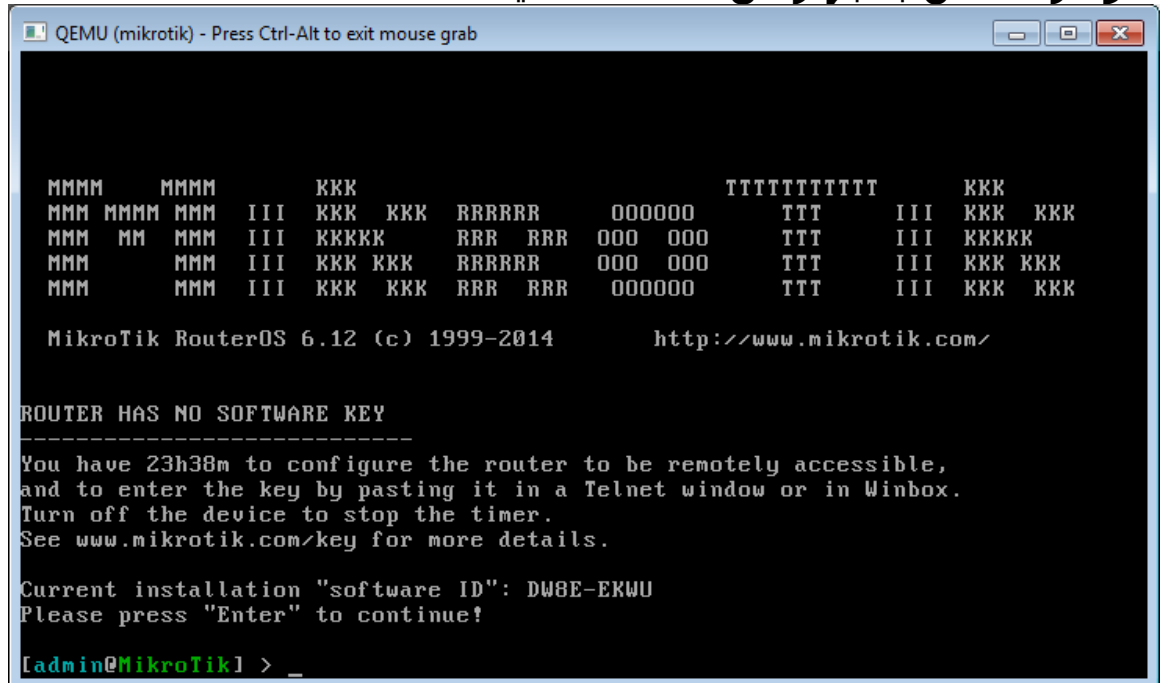 QEMU (mikrotik) - Press Ctrl-Alt to exit mouse grab
MMMM MMMM KKK TTTTTTTTTTT KKK
MMM MMMM MMM III KKK KKK RRRRRR OOOOOO TTT III KKK KKK
MMM MM MMM III KKKKK RRR RRR OOO OOO TTT III KKKKK
MMM MMM III KKK KKK RRRRRR OOO OOO TTT III KKK KKK
MMM MMM III KKK KKK RRR RRR OOOOOO TTT III KKK KKK
MikroTik RouterOS 6.12 (c) 1999-2014 http://www.mikrotik.com/
ROUTER HAS NO SOFTWARE KEY
----------------------------
You have 23h38m to configure the router to be remotely accessible,
and to enter the key by pasting it in a Telnet window or in Winbox.
Turn off the device to stop the timer.
See www.mikrotik.com/key for more details.
Current installation "software ID": DW8E-EKWU
Please press "Enter" to continue!
[admin@MikroTik] > _